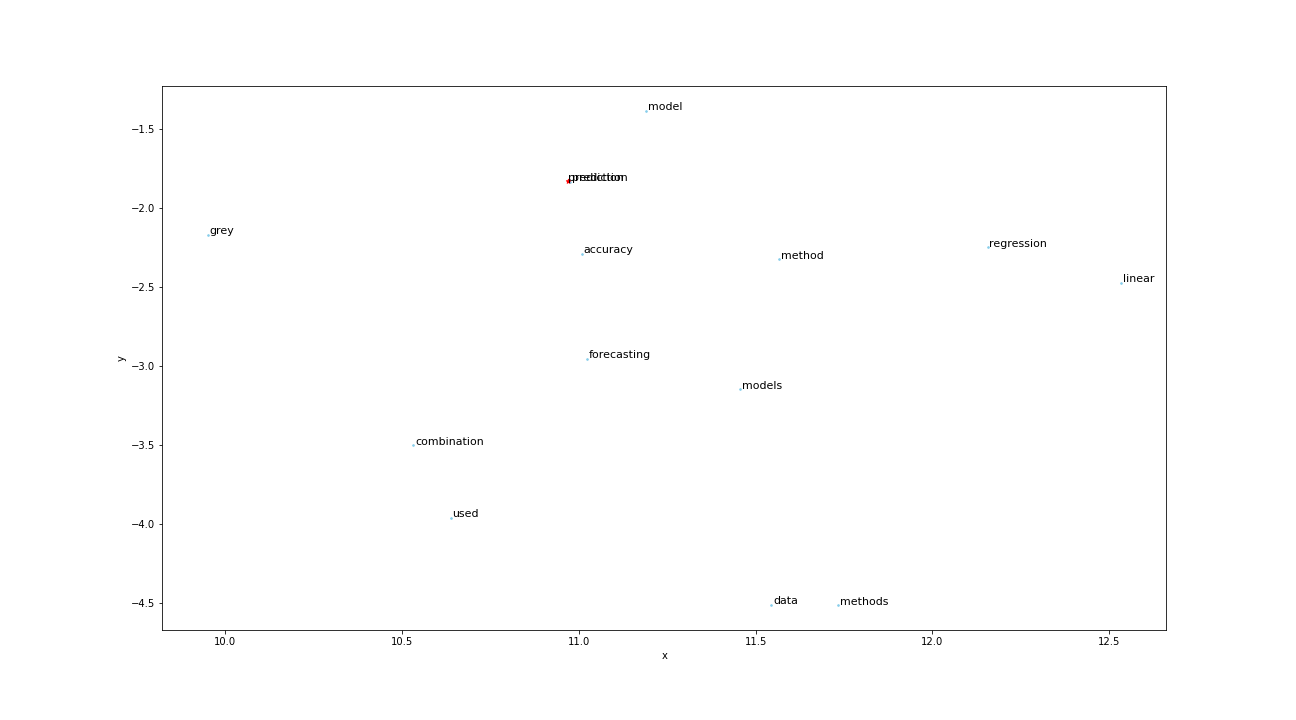 model
−1.5
prediction
−2.0
grey
regression
accuracy
method
linear
−2.5
forecasting
−3.0
y
models
combination
−3.5
used
−4.0
data
methods
−4.5
10.0
10.5
11.0
11.5
12.0
12.5
x